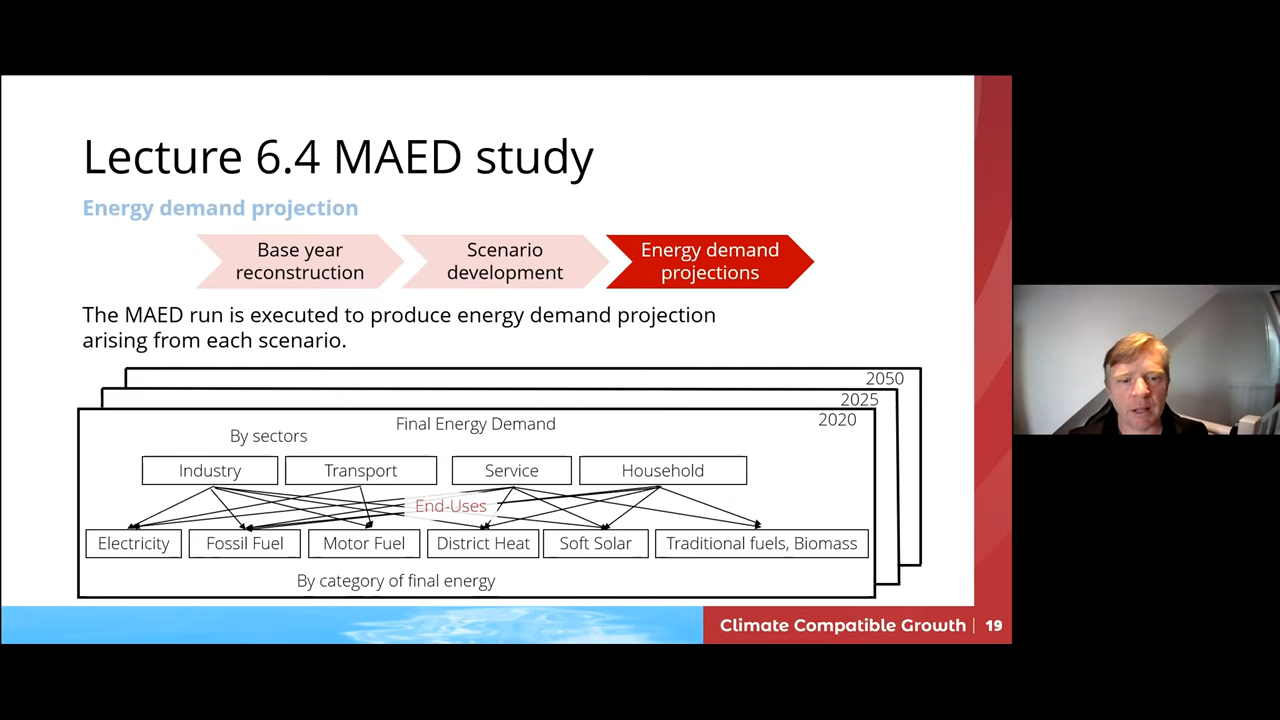 Lecture 6.4 MAED study
Energy demand projection
Base year
reconstruction
Scenario
development
Energy demand
projections
The MAED run is executed to produce energy demand projection
arising from each scenario.
2050
2025
2020
Final Energy Demand
By sectors
Industry
Transport
Service
Household
End-Uses
Electricity
Fossil Fuel
Motor Fuel
District Heat
Soft Solar
Traditional fuels, Biomass
By category of final energy
Climate Compatible Growth
19